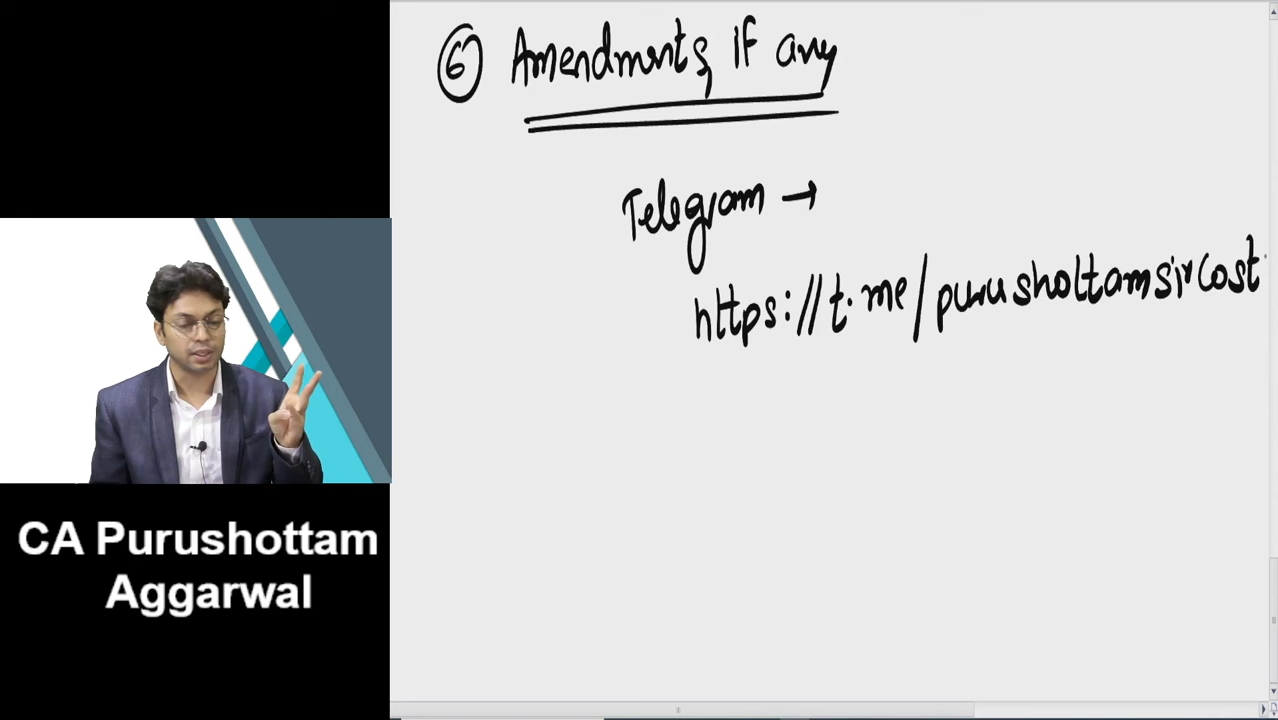 ⑥ Amendments, if any
Telegram →
https://t.me/purushottamsircost
CA Purushottam
Aggarwal